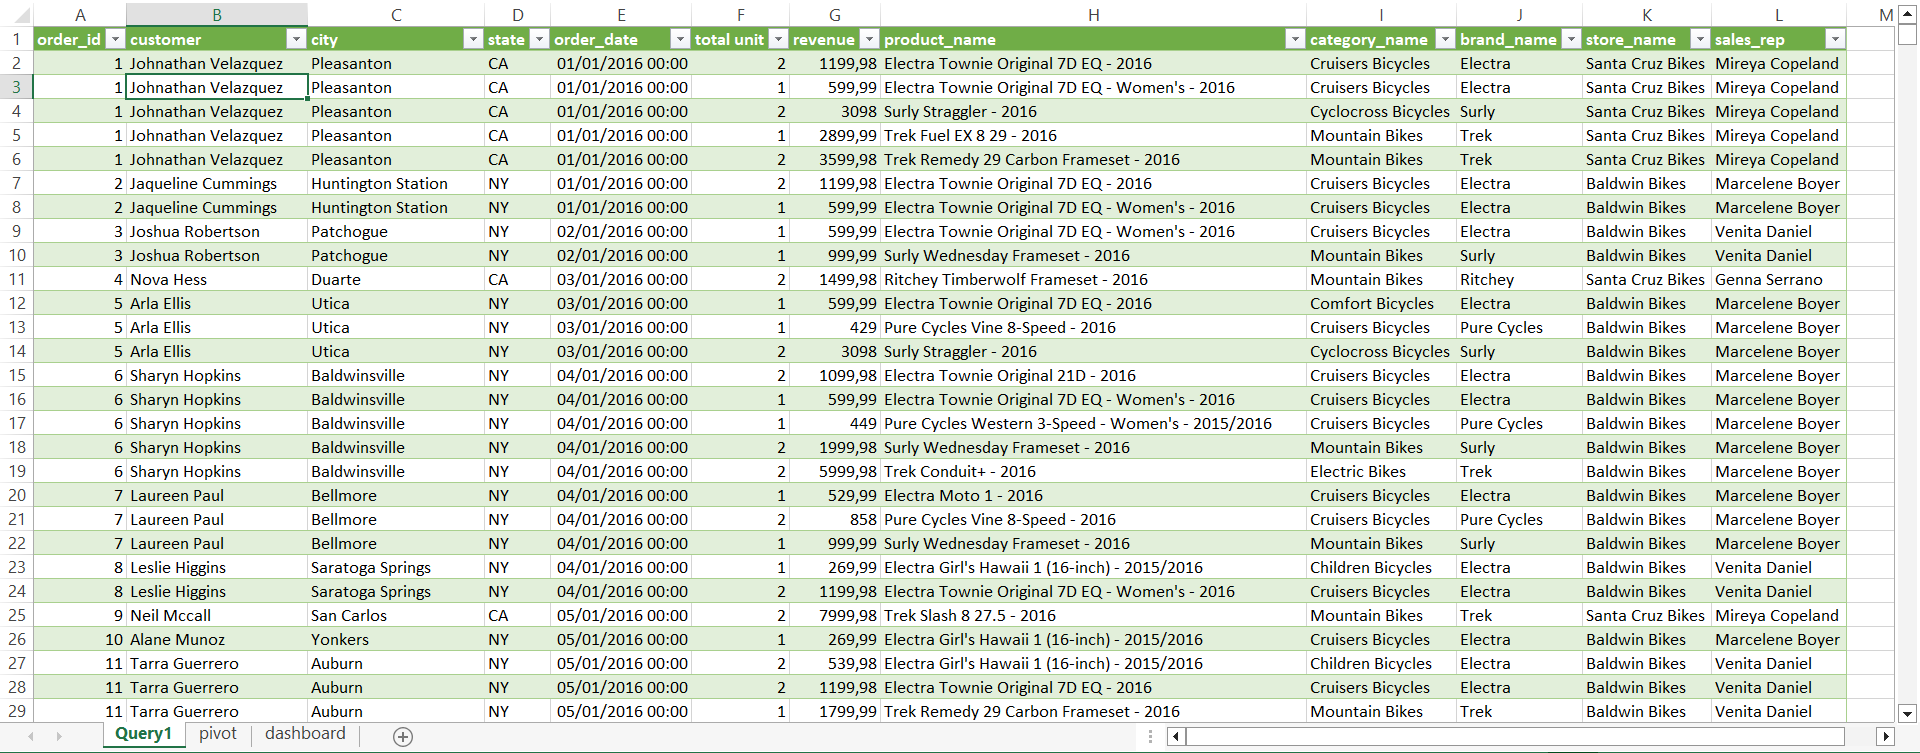 A B C D E F G H I J K L M
1 order_id customer city state order_date total unit revenue product_name category_name brand_name store_name sales_rep
2 1 Johnathan Velazquez Pleasanton CA 01/01/2016 00:00 2 1199,98 Electra Townie Original 7D EQ - 2016 Cruisers Bicycles Electra Santa Cruz Bikes Mireya Copeland
3 1 Johnathan Velazquez Pleasanton CA 01/01/2016 00:00 1 599,99 Electra Townie Original 7D EQ - Women's - 2016 Cruisers Bicycles Electra Santa Cruz Bikes Mireya Copeland
4 1 Johnathan Velazquez Pleasanton CA 01/01/2016 00:00 2 3098 Surly Straggler - 2016 Cyclocross Bicycles Surly Santa Cruz Bikes Mireya Copeland
5 1 Johnathan Velazquez Pleasanton CA 01/01/2016 00:00 1 2899,99 Trek Fuel EX 8 29 - 2016 Mountain Bikes Trek Santa Cruz Bikes Mireya Copeland
6 1 Johnathan Velazquez Pleasanton CA 01/01/2016 00:00 2 3599,98 Trek Remedy 29 Carbon Frameset - 2016 Mountain Bikes Trek Santa Cruz Bikes Mireya Copeland
7 2 Jaqueline Cummings Huntington Station NY 01/01/2016 00:00 2 1199,98 Electra Townie Original 7D EQ - 2016 Cruisers Bicycles Electra Baldwin Bikes Marcelene Boyer
8 2 Jaqueline Cummings Huntington Station NY 01/01/2016 00:00 1 599,99 Electra Townie Original 7D EQ - Women's - 2016 Cruisers Bicycles Electra Baldwin Bikes Marcelene Boyer
9 3 Joshua Robertson Patchogue NY 02/01/2016 00:00 1 599,99 Electra Townie Original 7D EQ - Women's - 2016 Cruisers Bicycles Electra Baldwin Bikes Venita Daniel
10 3 Joshua Robertson Patchogue NY 02/01/2016 00:00 1 999,99 Surly Wednesday Frameset - 2016 Mountain Bikes Surly Baldwin Bikes Venita Daniel
11 4 Nova Hess Duarte CA 03/01/2016 00:00 2 1499,98 Ritchey Timberwolf Frameset - 2016 Mountain Bikes Ritchey Santa Cruz Bikes Genna Serrano
12 5 Arla Ellis Utica NY 03/01/2016 00:00 1 599,99 Electra Townie Original 7D EQ - 2016 Comfort Bicycles Electra Baldwin Bikes Marcelene Boyer
13 5 Arla Ellis Utica NY 03/01/2016 00:00 1 429 Pure Cycles Vine 8-Speed - 2016 Cruisers Bicycles Pure Cycles Baldwin Bikes Marcelene Boyer
14 5 Arla Ellis Utica NY 03/01/2016 00:00 2 3098 Surly Straggler - 2016 Cyclocross Bicycles Surly Baldwin Bikes Marcelene Boyer
15 6 Sharyn Hopkins Baldwinsville NY 04/01/2016 00:00 2 1099,98 Electra Townie Original 21D - 2016 Cruisers Bicycles Electra Baldwin Bikes Marcelene Boyer
16 6 Sharyn Hopkins Baldwinsville NY 04/01/2016 00:00 1 599,99 Electra Townie Original 7D EQ - Women's - 2016 Cruisers Bicycles Electra Baldwin Bikes Marcelene Boyer
17 6 Sharyn Hopkins Baldwinsville NY 04/01/2016 00:00 1 449 Pure Cycles Western 3-Speed - Women's - 2015/2016 Cruisers Bicycles Pure Cycles Baldwin Bikes Marcelene Boyer
18 6 Sharyn Hopkins Baldwinsville NY 04/01/2016 00:00 2 1999,98 Surly Wednesday Frameset - 2016 Mountain Bikes Surly Baldwin Bikes Marcelene Boyer
19 6 Sharyn Hopkins Baldwinsville NY 04/01/2016 00:00 2 5999,98 Trek Conduit+ - 2016 Electric Bikes Trek Baldwin Bikes Marcelene Boyer
20 7 Laureen Paul Bellmore NY 04/01/2016 00:00 1 529,99 Electra Moto 1 - 2016 Cruisers Bicycles Electra Baldwin Bikes Marcelene Boyer
21 7 Laureen Paul Bellmore NY 04/01/2016 00:00 2 858 Pure Cycles Vine 8-Speed - 2016 Cruisers Bicycles Pure Cycles Baldwin Bikes Marcelene Boyer
22 7 Laureen Paul Bellmore NY 04/01/2016 00:00 1 999,99 Surly Wednesday Frameset - 2016 Mountain Bikes Surly Baldwin Bikes Marcelene Boyer
23 8 Leslie Higgins Saratoga Springs NY 04/01/2016 00:00 1 269,99 Electra Girl's Hawaii 1 (16-inch) - 2015/2016 Children Bicycles Electra Baldwin Bikes Venita Daniel
24 8 Leslie Higgins Saratoga Springs NY 04/01/2016 00:00 2 1199,98 Electra Townie Original 7D EQ - Women's - 2016 Cruisers Bicycles Electra Baldwin Bikes Venita Daniel
25 9 Neil Mccall San Carlos CA 05/01/2016 00:00 2 7999,98 Trek Slash 8 27.5 - 2016 Mountain Bikes Trek Santa Cruz Bikes Mireya Copeland
26 10 Alane Munoz Yonkers NY 05/01/2016 00:00 1 269,99 Electra Girl's Hawaii 1 (16-inch) - 2015/2016 Cruisers Bicycles Electra Baldwin Bikes Marcelene Boyer
27 11 Tarra Guerrero Auburn NY 05/01/2016 00:00 2 539,98 Electra Girl's Hawaii 1 (16-inch) - 2015/2016 Children Bicycles Electra Baldwin Bikes Venita Daniel
28 11 Tarra Guerrero Auburn NY 05/01/2016 00:00 2 1199,98 Electra Townie Original 7D EQ - 2016 Cruisers Bicycles Electra Baldwin Bikes Venita Daniel
29 11 Tarra Guerrero Auburn NY 05/01/2016 00:00 1 1799,99 Trek Remedy 29 Carbon Frameset - 2016 Mountain Bikes Trek Baldwin Bikes Venita Daniel
Query1 pivot dashboard